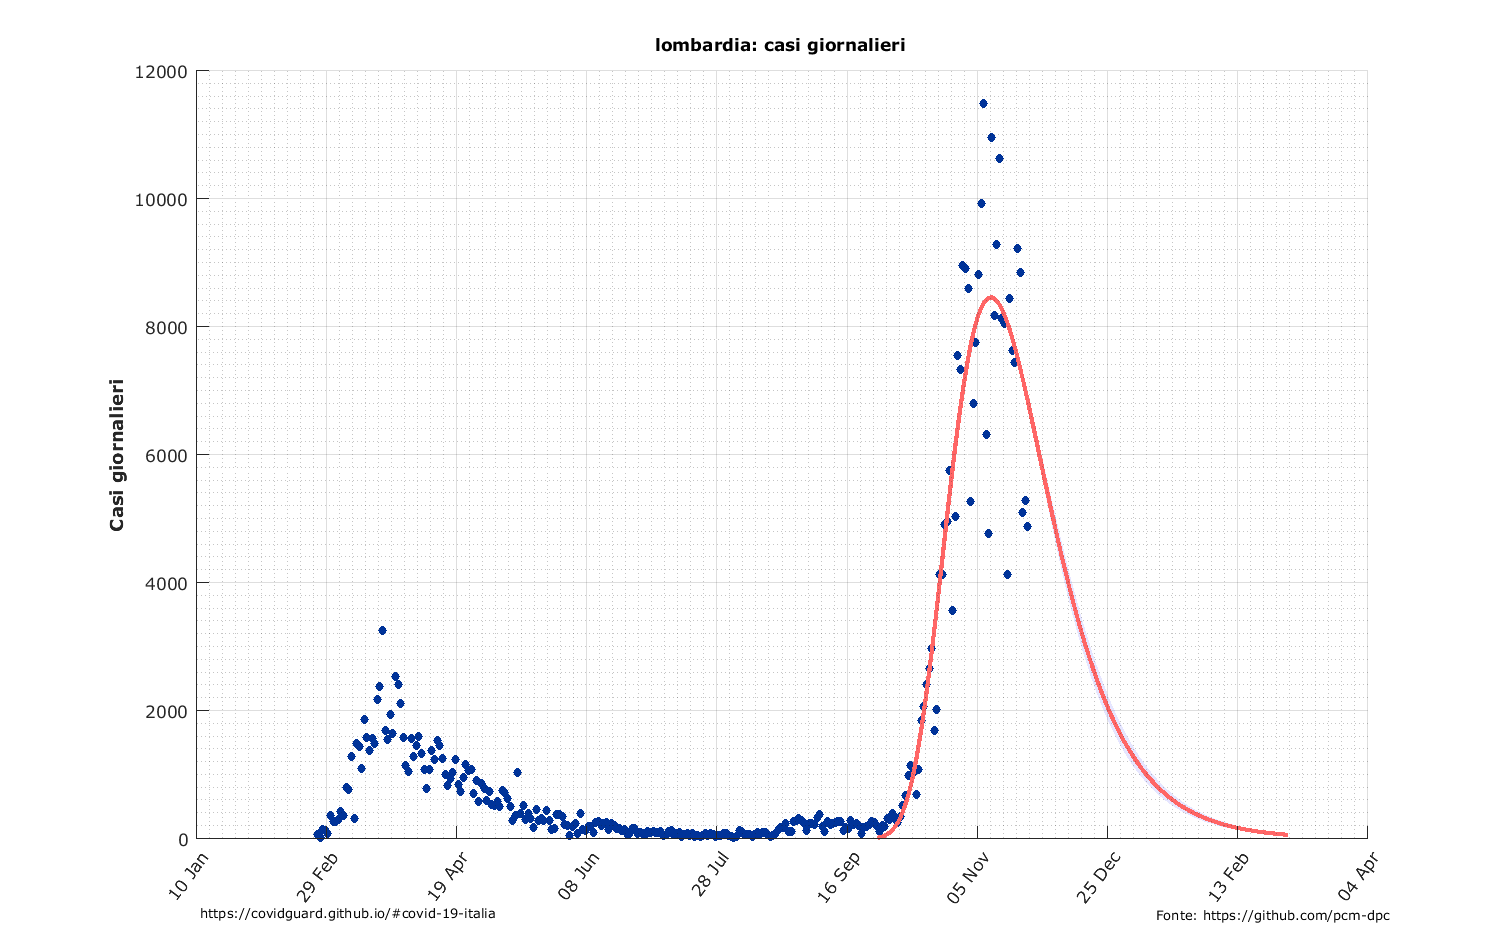 lombardia: casi giornalieri
12000
10000
8000
6000
4000
2000
0
Casi giornalieri
10 Jan
29 Feb
19 Apr
08 Jun
28 Jul
16 Sep
05 Nov
25 Dec
13 Feb
04 Apr
https://covidguard.github.io/#covid-19-italia
Fonte: https://github.com/pcm-dpc